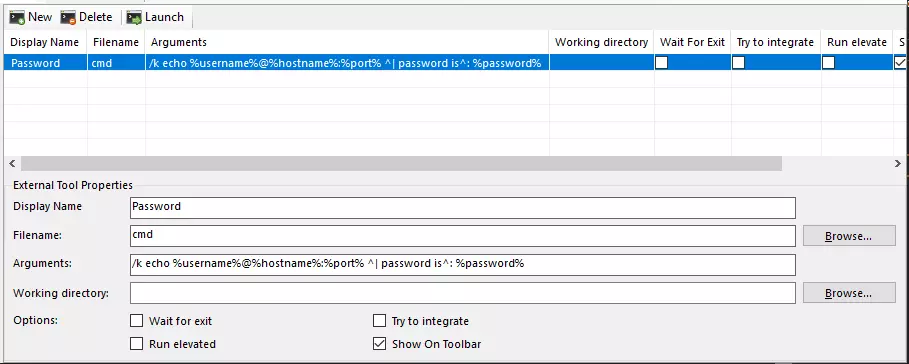 New Delete Launch
Display Name Filename Arguments Working directory Wait For Exit Try to integrate Run elevate
Password cmd /k echo %username%@%hostname%:%port% ^| password is^: %password%
External Tool Properties
Display Name Password
Filename: cmd Browse...
Arguments: /k echo %username%@%hostname%:%port% ^| password is^: %password%
Working directory: Browse...
Options: Wait for exit Try to integrate
Run elevated Show On Toolbar